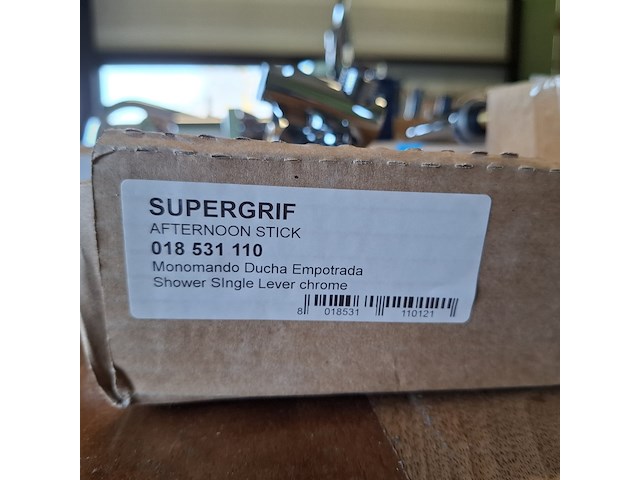 SUPERGRIF
AFTERNOON STICK
018 531 110
Monomando Ducha Empotrada
Shower SIngle Lever chrome
8 018531 110121